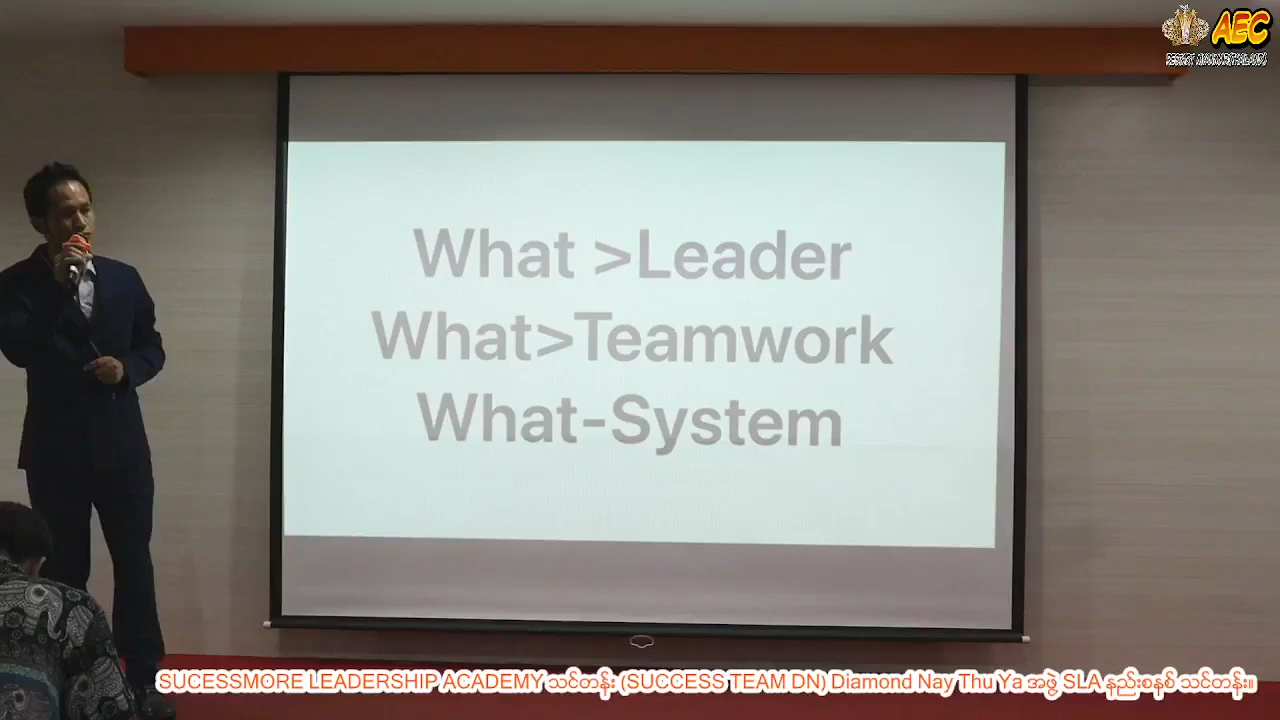 AEC
What >Leader
What>Teamwork
What-System
SUCESSMORE LEADERSHIP ACADEMY သင်တန်း (SUCCESS TEAM DN) Diamond Nay Thu Ya အဖွဲ့ SLA နည်းစနစ် သင်တန်း။